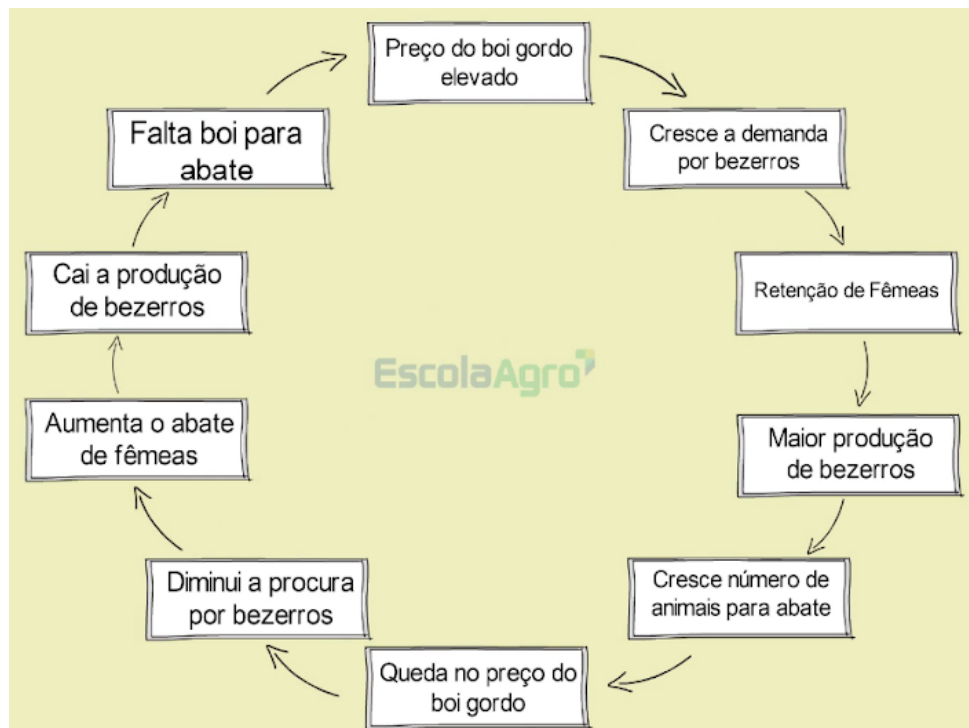 Preço do boi gordo
elevado
Cresce a demanda
por bezerros
Retenção de Fêmeas
Maior produção
de bezerros
Cresce número de
animais para abate
Queda no preço do
boi gordo
Diminui a procura
por bezerros
Aumenta o abate
de fêmeas
Cai a produção
de bezerros
Falta boi para
abate
EscolaAgro